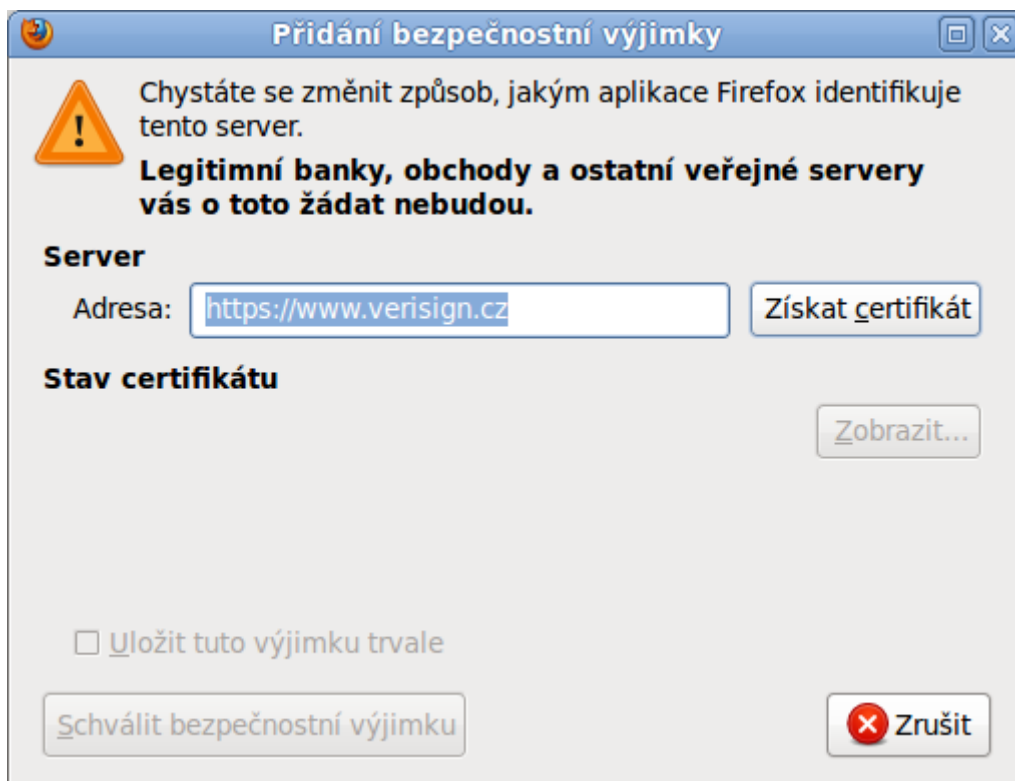 Přidání bezpečnostní výjimky
Chystáte se změnit způsob, jakým aplikace Firefox identifikuje
tento server.
Legitimní banky, obchody a ostatní veřejné servery
vás o toto žádat nebudou.
Server
Adresa: https://www.verisign.cz Získat certifikát
Stav certifikátu
Zobrazit...
Uložit tuto výjimku trvale
Schválit bezpečnostní výjimku Zrušit